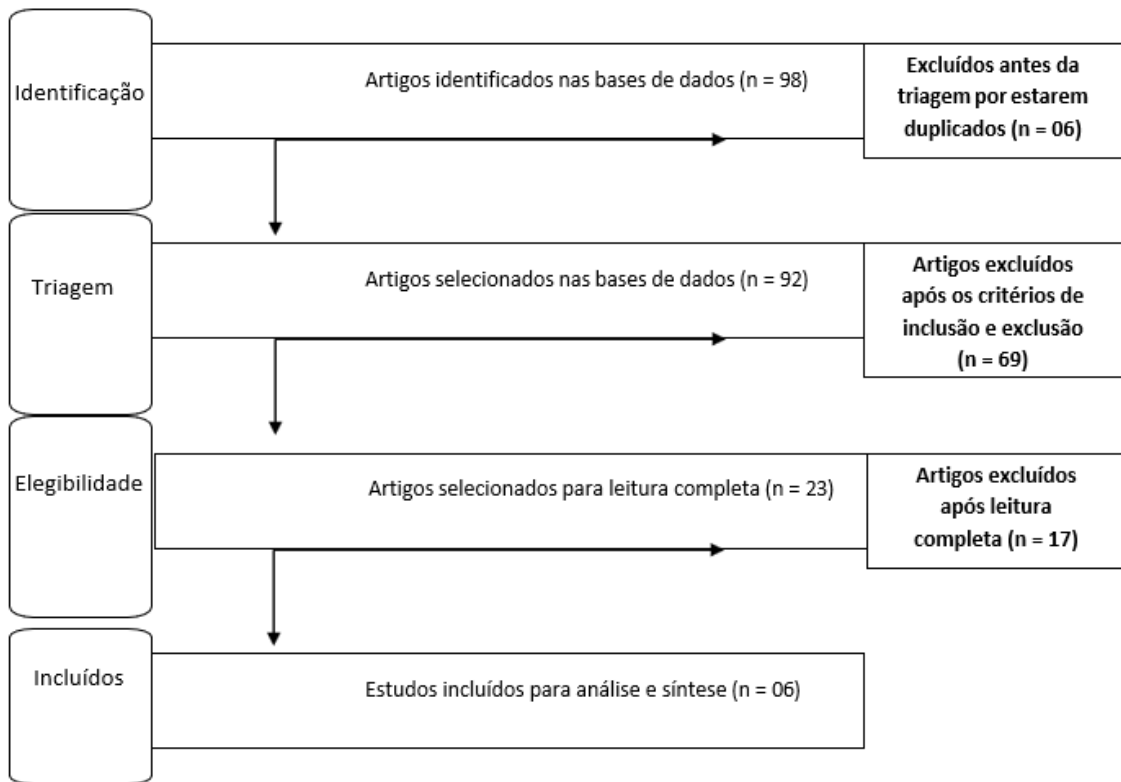 Identificação
Artigos identificados nas bases de dados (n = 98)
Excluídos antes da
triagem por estarem
duplicados (n = 06)
Triagem
Artigos selecionados nas bases de dados (n = 92)
Artigos excluídos
após os critérios de
inclusão e exclusão
(n = 69)
Elegibilidade
Artigos selecionados para leitura completa (n = 23)
Artigos excluídos
após leitura
completa (n = 17)
Incluídos
Estudos incluídos para análise e síntese (n = 06)